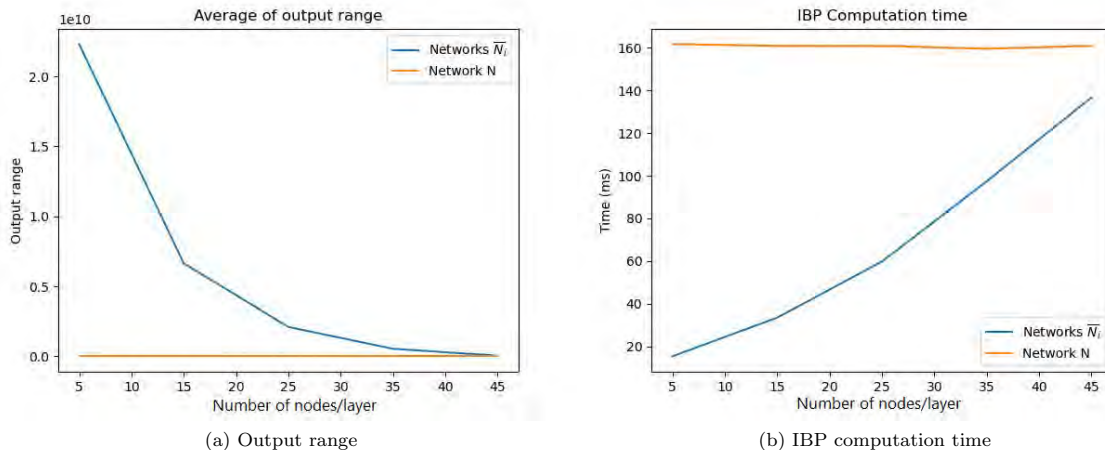 Average of output range
1e10
2.0
1.5
1.0
0.5
0.0
Output range
Networks N̅ᵢ
Network N
5 10 15 20 25 30 35 40 45
Number of nodes/layer
(a) Output range
IBP Computation time
160
140
120
100
80
60
40
20
Time (ms)
Networks N̅ᵢ
Network N
5 10 15 20 25 30 35 40 45
Number of nodes/layer
(b) IBP computation time